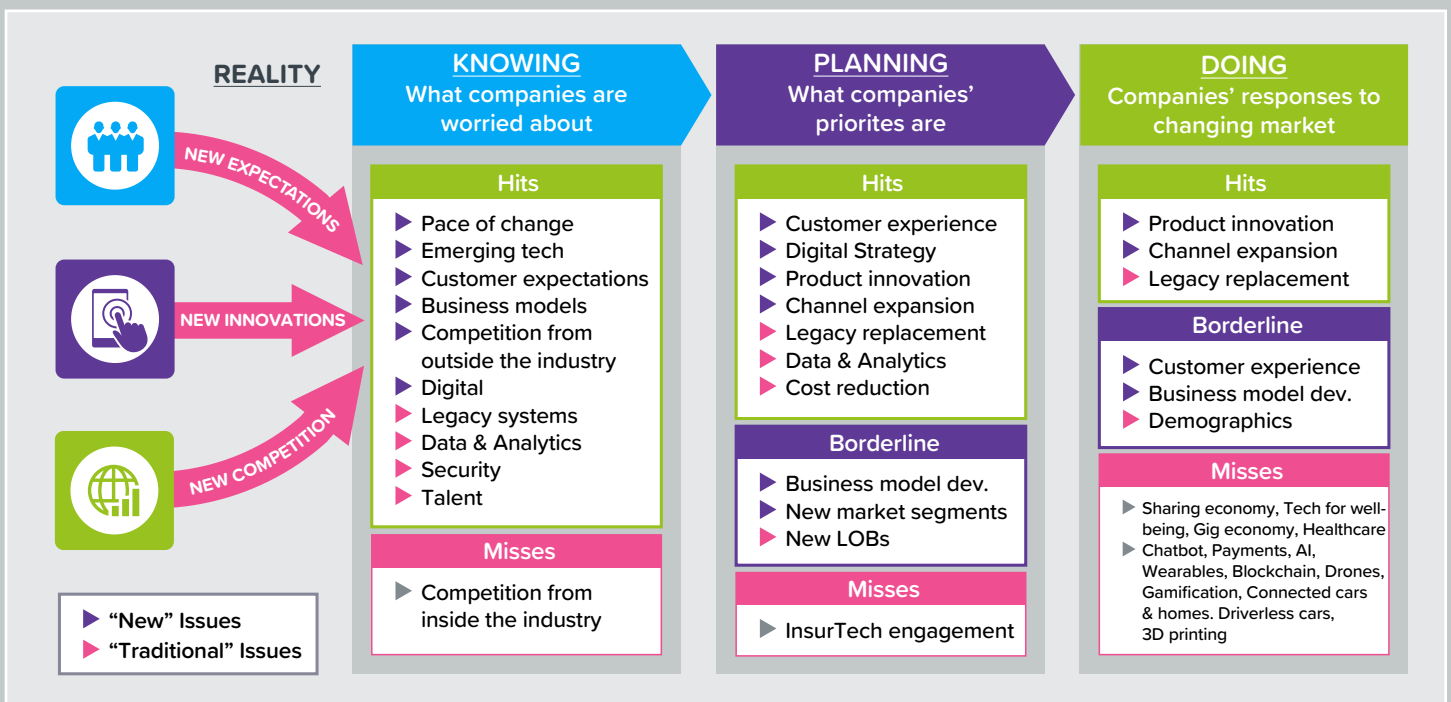 REALITY
NEW EXPECTATIONS
NEW INNOVATIONS
NEW COMPETITION
"New" Issues
"Traditional" Issues
KNOWING
What companies are
worried about
Hits
Pace of change
Emerging tech
Customer expectations
Business models
Competition from
outside the industry
Digital
Legacy systems
Data & Analytics
Security
Talent
Misses
Competition from
inside the industry
PLANNING
What companies’
priorites are
Hits
Customer experience
Digital Strategy
Product innovation
Channel expansion
Legacy replacement
Data & Analytics
Cost reduction
Borderline
Business model dev.
New market segments
New LOBs
Misses
InsurTech engagement
DOING
Companies’ responses to
changing market
Hits
Product innovation
Channel expansion
Legacy replacement
Borderline
Customer experience
Business model dev.
Demographics
Misses
Sharing economy, Tech for well-
being, Gig economy, Healthcare
Chatbot, Payments, AI,
Wearables, Blockchain, Drones,
Gamification, Connected cars
& homes. Driverless cars,
3D printing